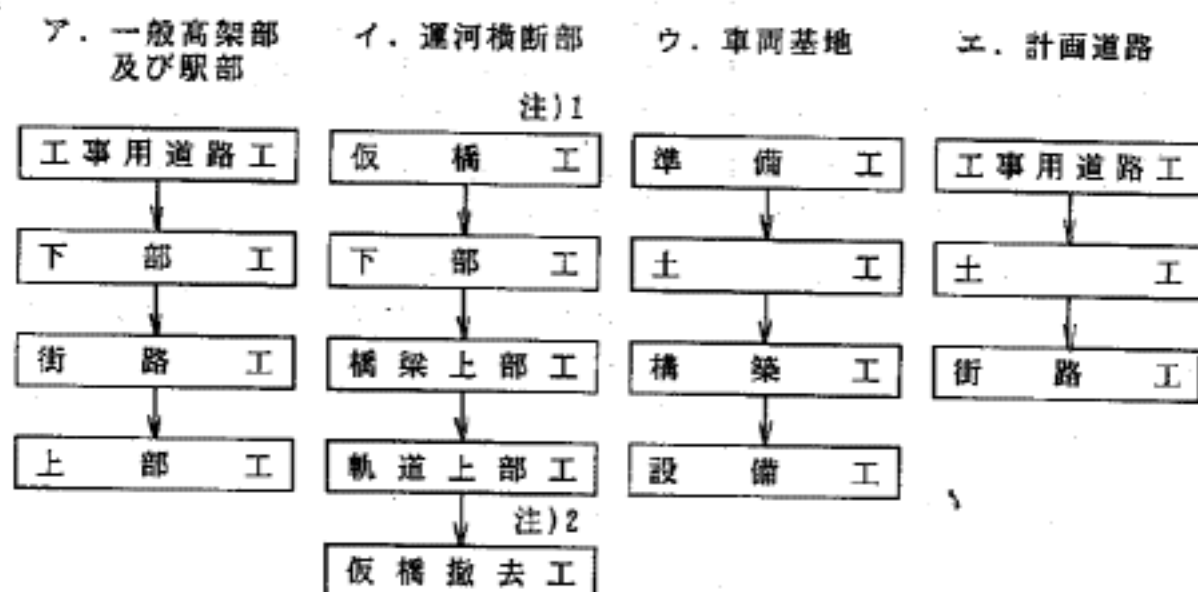 ア．一般高架部
及び駅部
工事用道路工
下部工
街路工
上部工
イ．運河横断部
注)1
仮橋工
下部工
橋梁上部工
軌道上部工
注)2
仮橋撤去工
ウ．車両基地
準備工
土工
構築工
設備工
エ．計画道路
工事用道路工
土工
街路工